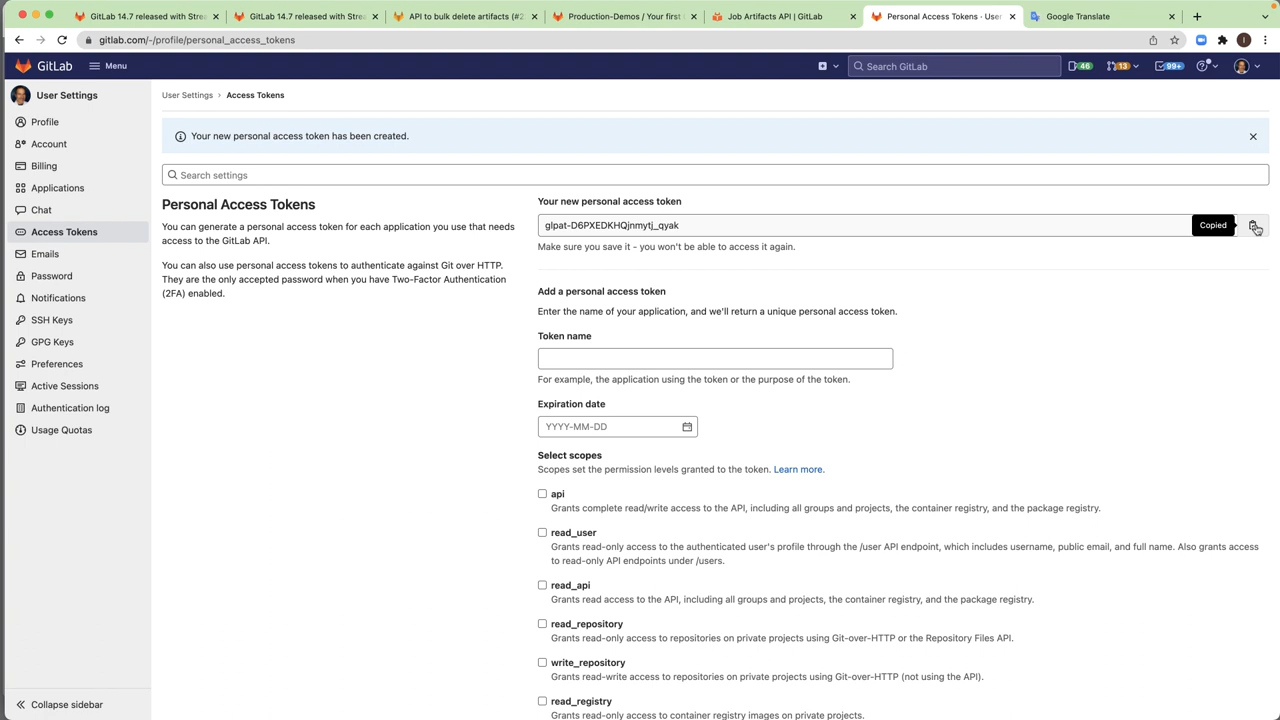 GitLab 14.7 released with Strea
GitLab 14.7 released with Strea
API to bulk delete artifacts (#2
Production-Demos / Your first
Job Artifacts API | GitLab
Personal Access Tokens · User
Google Translate
gitlab.com/-/profile/personal_access_tokens
I
GitLab
Menu
Search GitLab
46
13
99+
User Settings
Profile
Account
Billing
Applications
Chat
Access Tokens
Emails
Password
Notifications
SSH Keys
GPG Keys
Preferences
Active Sessions
Authentication log
Usage Quotas
Collapse sidebar
User Settings › Access Tokens
Your new personal access token has been created.
Search settings
Personal Access Tokens
You can generate a personal access token for each application you use that needs
access to the GitLab API.
You can also use personal access tokens to authenticate against Git over HTTP.
They are the only accepted password when you have Two-Factor Authentication
(2FA) enabled.
Your new personal access token
glpat-D6PXEDKHQjnmytj_qyak
Copied
Make sure you save it - you won't be able to access it again.
Add a personal access token
Enter the name of your application, and we'll return a unique personal access token.
Token name
For example, the application using the token or the purpose of the token.
Expiration date
YYYY-MM-DD
Select scopes
Scopes set the permission levels granted to the token. Learn more.
api
Grants complete read/write access to the API, including all groups and projects, the container registry, and the package registry.
read_user
Grants read-only access to the authenticated user's profile through the /user API endpoint, which includes username, public email, and full name. Also grants access
to read-only API endpoints under /users.
read_api
Grants read access to the API, including all groups and projects, the container registry, and the package registry.
read_repository
Grants read-only access to repositories on private projects using Git-over-HTTP or the Repository Files API.
write_repository
Grants read-write access to repositories on private projects using Git-over-HTTP (not using the API).
read_registry
Grants read-only access to container registry images on private projects.